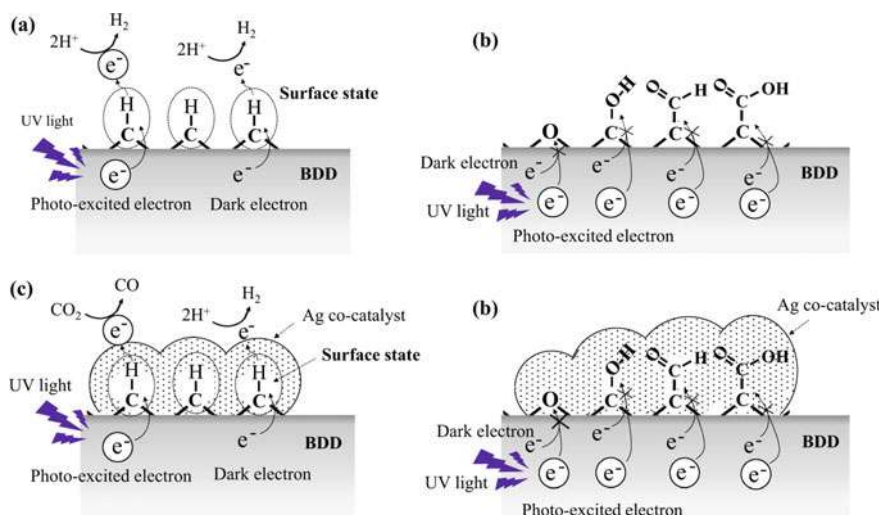 (a)
H₂
2H⁺
e⁻
H₂
2H⁺
e⁻
H
C
H
C
H
C
Surface state
UV light
e⁻
e⁻
BDD
Photo-excited electron
Dark electron
(b)
O
O-H
C
O
H
C
C
O
OH
C
C
Dark electron
e⁻
e⁻
BDD
UV light
e⁻
e⁻
e⁻
e⁻
Photo-excited electron
(c)
CO
CO₂
e⁻
H₂
2H⁺
e⁻
Ag co-catalyst
H
C
H
C
H
C
Surface state
UV light
e⁻
e⁻
BDD
Photo-excited electron
Dark electron
(b)
Ag co-catalyst
O
O-H
C
O
H
C
C
O
OH
C
C
Dark electron
e⁻
e⁻
BDD
UV light
e⁻
e⁻
e⁻
e⁻
Photo-excited electron